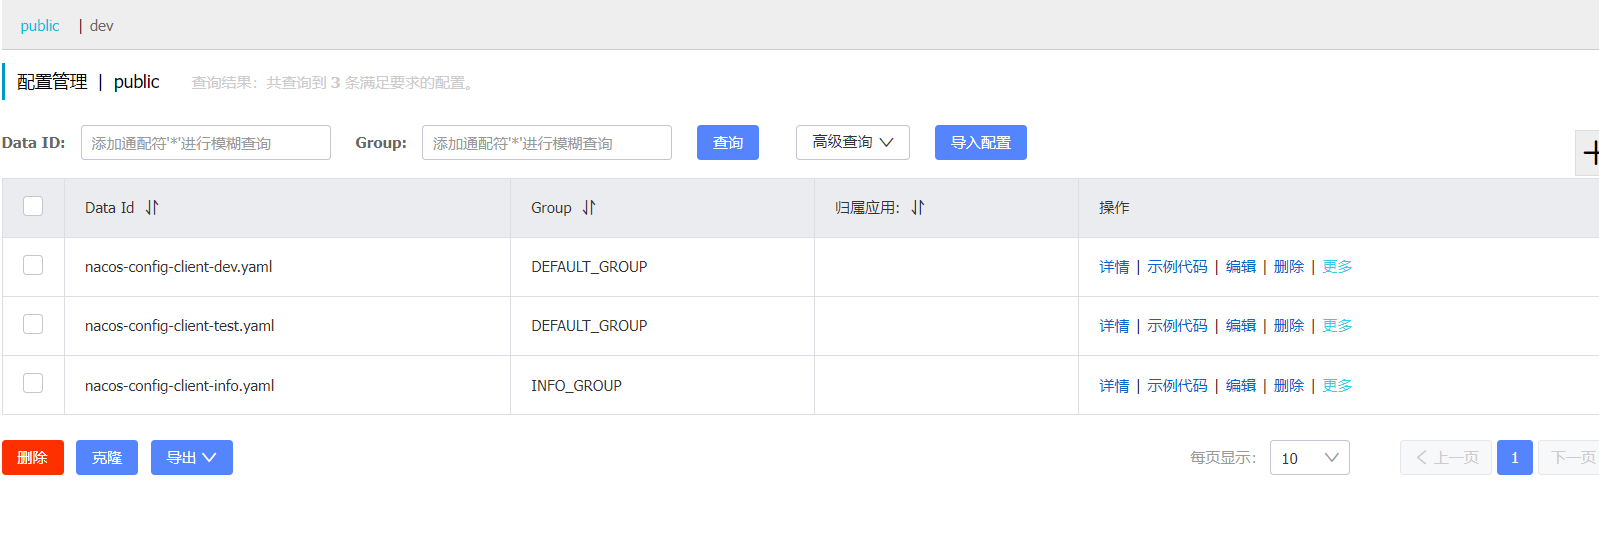 public | dev
配置管理 | public 查询结果：共查询到 3 条满足要求的配置。
Data ID: 添加通配符'*'进行模糊查询 Group: 添加通配符'*'进行模糊查询 查询 高级查询 导入配置
Data Id Group 归属应用: 操作
nacos-config-client-dev.yaml DEFAULT_GROUP 详情 | 示例代码 | 编辑 | 删除 | 更多
nacos-config-client-test.yaml DEFAULT_GROUP 详情 | 示例代码 | 编辑 | 删除 | 更多
nacos-config-client-info.yaml INFO_GROUP 详情 | 示例代码 | 编辑 | 删除 | 更多
删除 克隆 导出 每页显示: 10 上一页 1 下一页